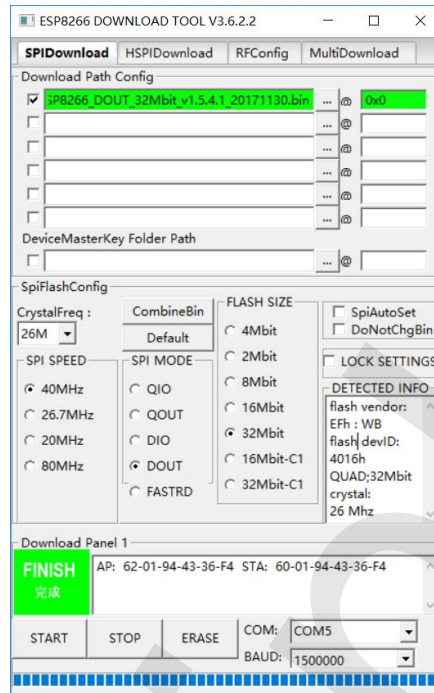 ESP8266 DOWNLOAD TOOL V3.6.2.2
SPIDownload HSPIDownload RFConfig MultiDownload
Download Path Config
SP8266_DOUT_32Mbit_v1.5.4.1_20171130.bin ... @ 0x0
... @
... @
... @
... @
... @
DeviceMasterKey Folder Path
... @
SpiFlashConfig
CrystalFreq :
26M
CombineBin
Default
SPI SPEED
40MHz
26.7MHz
20MHz
80MHz
SPI MODE
QIO
QOUT
DIO
DOUT
FASTRD
FLASH SIZE
4Mbit
2Mbit
8Mbit
16Mbit
32Mbit
16Mbit-C1
32Mbit-C1
SpiAutoSet
DoNotChgBin
LOCK SETTINGS
DETECTED INFO
flash vendor:
EFh : WB
flash devID:
4016h
QUAD;32Mbit
crystal:
26 Mhz
Download Panel 1
FINISH
完成
AP: 62-01-94-43-36-F4 STA: 60-01-94-43-36-F4
START STOP ERASE
COM: COM5
BAUD: 1500000